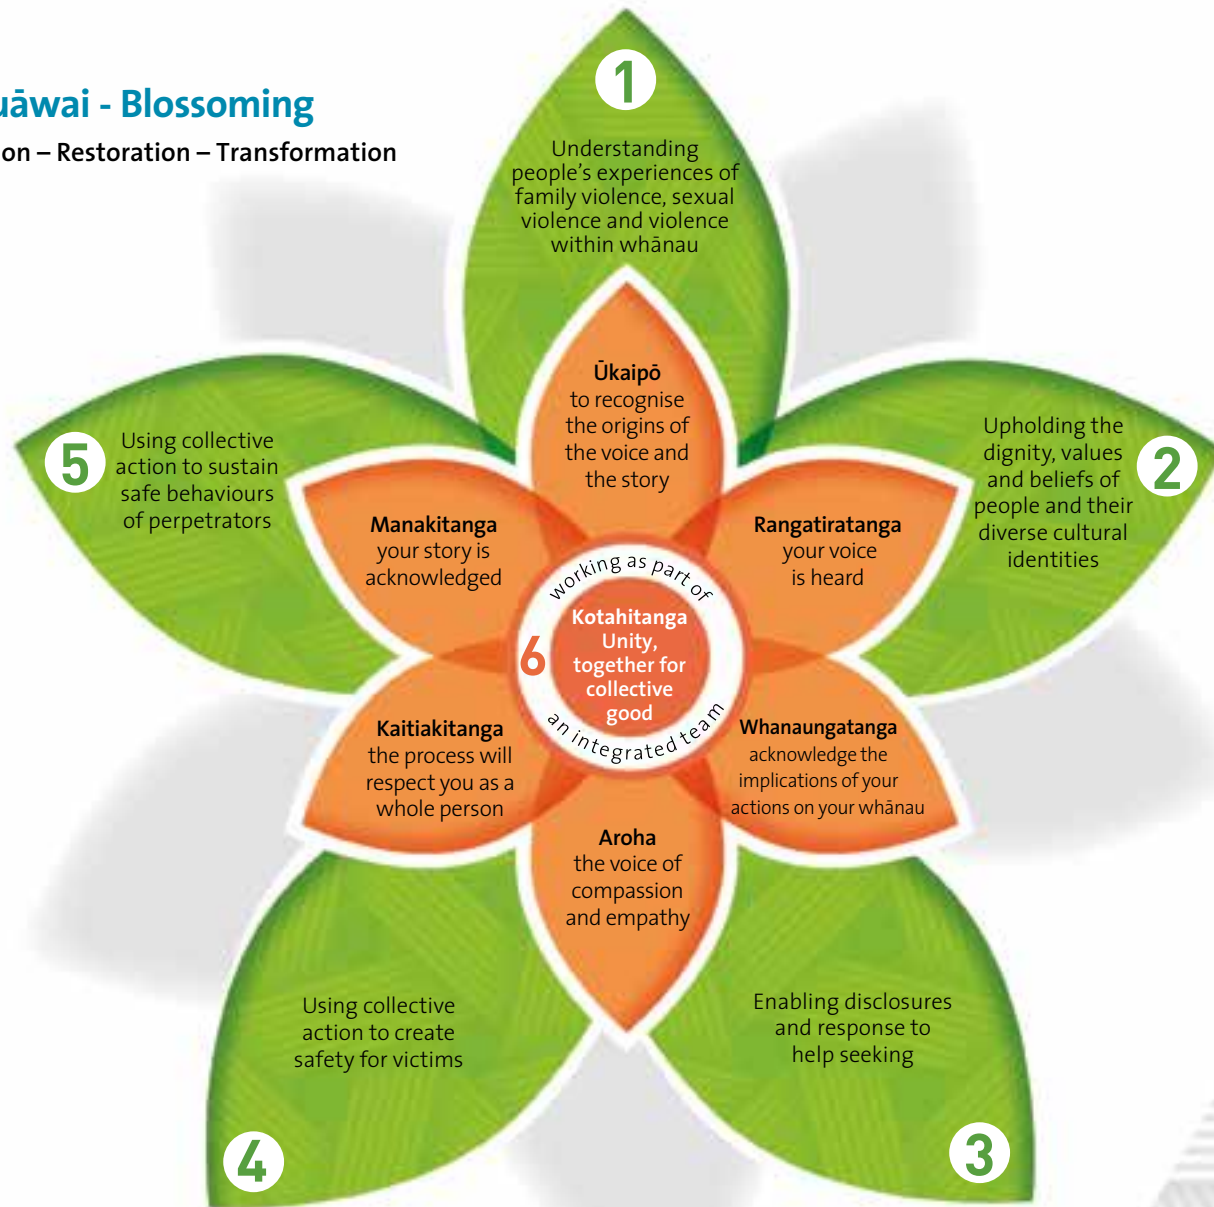 uāwai - Blossoming
on – Restoration – Transformation
1
Understanding
people's experiences of
family violence, sexual
violence and violence
within whānau
Ūkaipō
to recognise
the origins of
the voice and
the story
5
Using collective
action to sustain
safe behaviours
of perpetrators
Upholding the
dignity, values
and beliefs of
people and their
diverse cultural
identities
2
Manakitanga
your story is
acknowledged
Rangatiratanga
your voice
is heard
working as part of
6
Kotahitanga
Unity,
together for
collective
good
an integrated team
Kaitiakitanga
the process will
respect you as a
whole person
Whanaungatanga
acknowledge the
implications of your
actions on your whānau
Aroha
the voice of
compassion
and empathy
Using collective
action to create
safety for victims
4
Enabling disclosures
and response to
help seeking
3